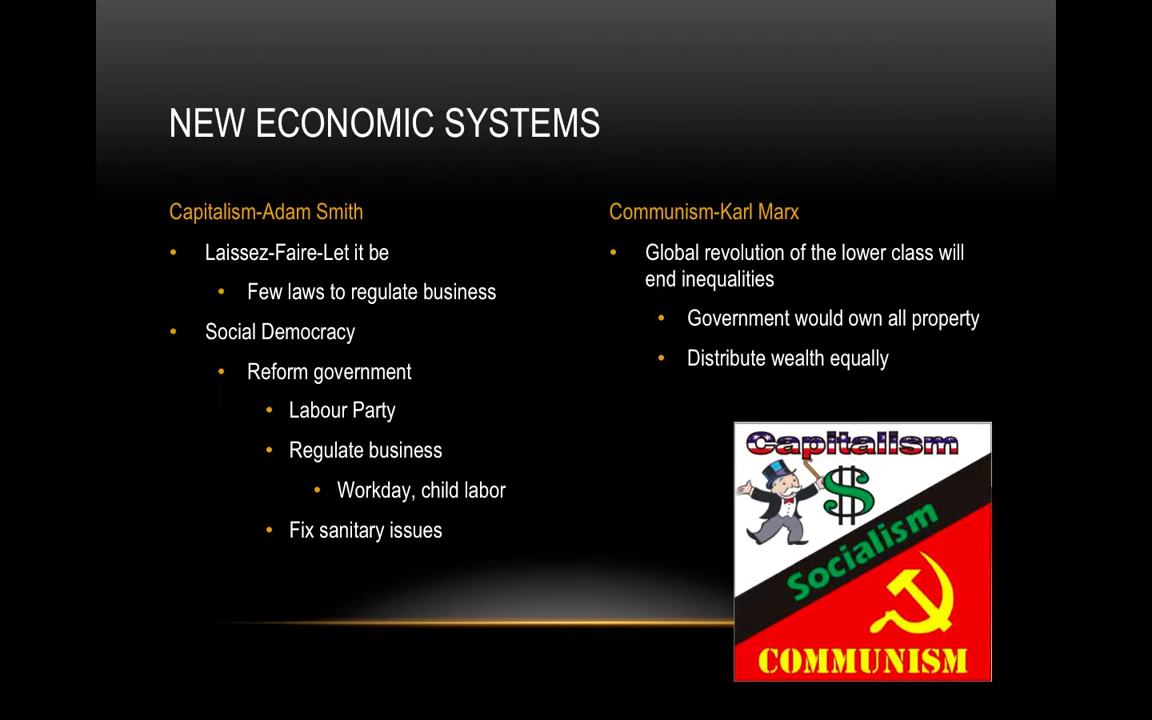 NEW ECONOMIC SYSTEMS
Capitalism-Adam Smith
• Laissez-Faire-Let it be
• Few laws to regulate business
• Social Democracy
• Reform government
• Labour Party
• Regulate business
• Workday, child labor
• Fix sanitary issues
Communism-Karl Marx
• Global revolution of the lower class will
end inequalities
• Government would own all property
• Distribute wealth equally
Capitalism
$
Socialism
COMMUNISM